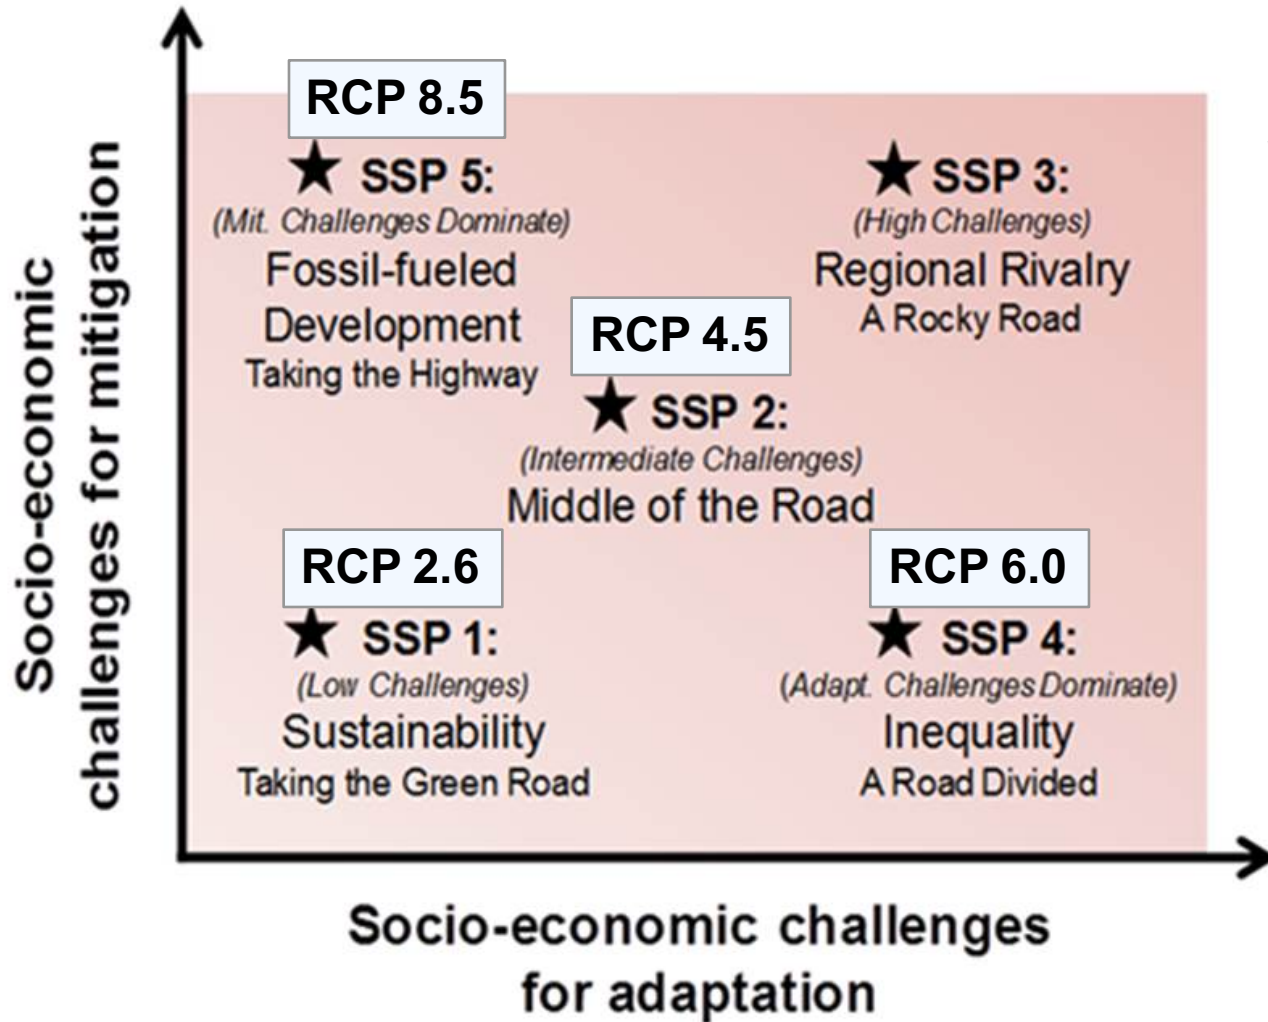 Socio-economic
challenges for mitigation
RCP 8.5
SSP 5:
(Mit. Challenges Dominate)
Fossil-fueled
Development
Taking the Highway
SSP 3:
(High Challenges)
Regional Rivalry
A Rocky Road
RCP 4.5
SSP 2:
(Intermediate Challenges)
Middle of the Road
RCP 2.6
SSP 1:
(Low Challenges)
Sustainability
Taking the Green Road
RCP 6.0
SSP 4:
(Adapt. Challenges Dominate)
Inequality
A Road Divided
Socio-economic challenges
for adaptation